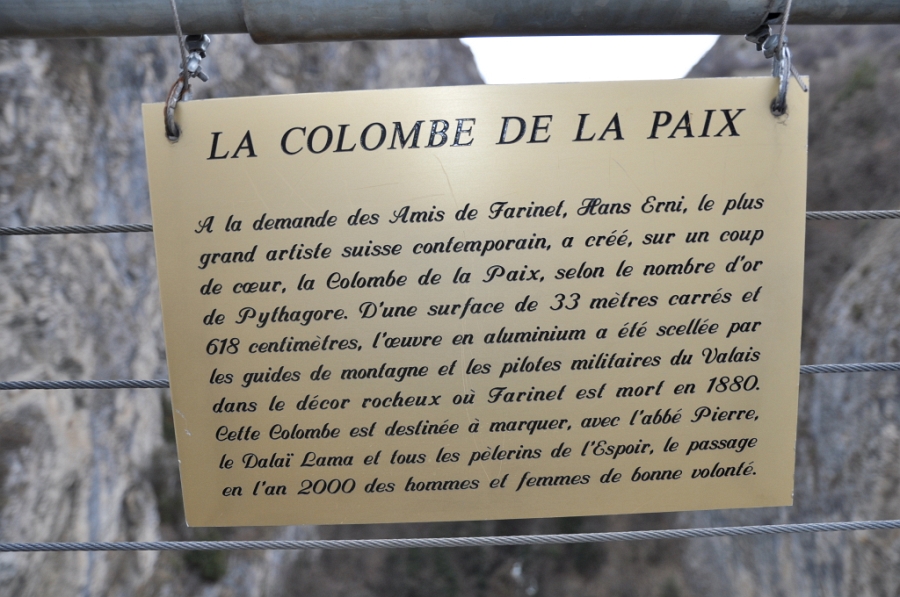 LA COLOMBE DE LA PAIX
A la demande des Amis de Farinet, Hans Erni, le plus
grand artiste suisse contemporain, a créé, sur un coup
de cœur, la Colombe de la Paix, selon le nombre d'or
de Pythagore. D'une surface de 33 mètres carrés et
618 centimètres, l'œuvre en aluminium a été scellée par
les guides de montagne et les pilotes militaires du Valais
dans le décor rocheux où Farinet est mort en 1880.
Cette Colombe est destinée à marquer, avec l'abbé Pierre,
le Dalaï Lama et tous les pèlerins de l'Espoir, le passage
en l'an 2000 des hommes et femmes de bonne volonté.